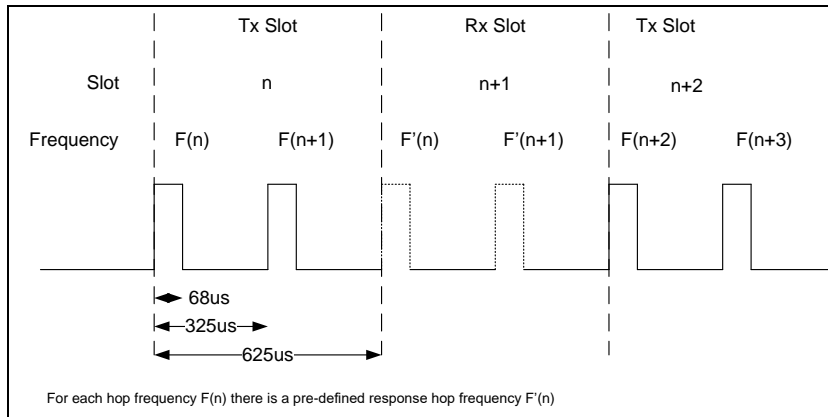 Tx Slot Rx Slot Tx Slot
Slot n n+1 n+2
Frequency F(n) F(n+1) F'(n) F'(n+1) F(n+2) F(n+3)
68us
325us
625us
For each hop frequency F(n) there is a pre-defined response hop frequency F'(n)